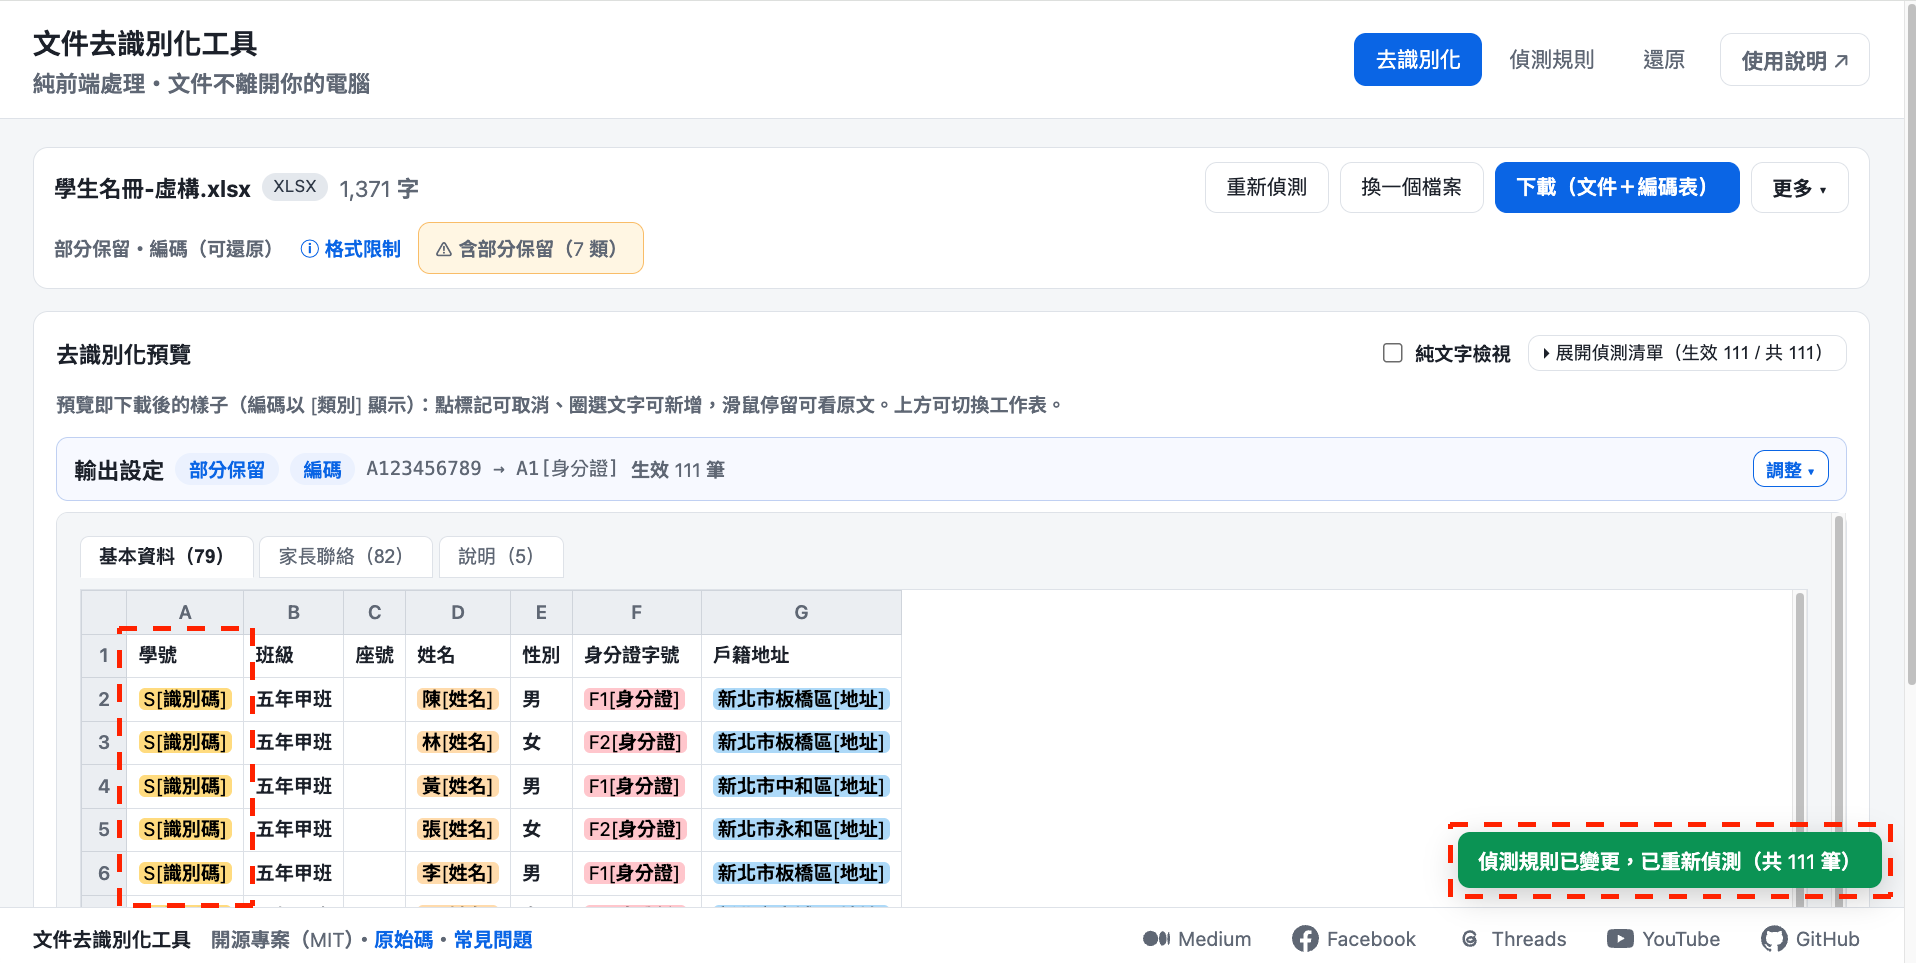 文件去識別化工具
純前端處理・文件不離開你的電腦
去識別化 偵測規則 還原 使用說明 ↗
學生名冊-虛構.xlsx XLSX 1,371 字
重新偵測 換一個檔案 下載（文件＋編碼表） 更多 ▾
部分保留・編碼（可還原） ⓘ 格式限制 ⚠ 含部分保留（7 類）
去識別化預覽
純文字檢視 ▸ 展開偵測清單（生效 111 / 共 111）
預覽即下載後的樣子（編碼以 [類別] 顯示）：點標記可取消、圈選文字可新增，滑鼠停留可看原文。上方可切換工作表。
輸出設定 部分保留 編碼 A123456789 → A1[身分證] 生效 111 筆 調整 ▾
基本資料（79） 家長聯絡（82） 說明（5）
A B C D E F G
1 學號 班級 座號 姓名 性別 身分證字號 戶籍地址
2 S[識別碼] 五年甲班 陳[姓名] 男 F1[身分證] 新北市板橋區[地址]
3 S[識別碼] 五年甲班 林[姓名] 女 F2[身分證] 新北市板橋區[地址]
4 S[識別碼] 五年甲班 黃[姓名] 男 F1[身分證] 新北市中和區[地址]
5 S[識別碼] 五年甲班 張[姓名] 女 F2[身分證] 新北市永和區[地址]
6 S[識別碼] 五年甲班 李[姓名] 男 F1[身分證] 新北市板橋區[地址]
偵測規則已變更，已重新偵測（共 111 筆）
文件去識別化工具 開源專案（MIT）・原始碼・常見問題
Medium Facebook Threads YouTube GitHub